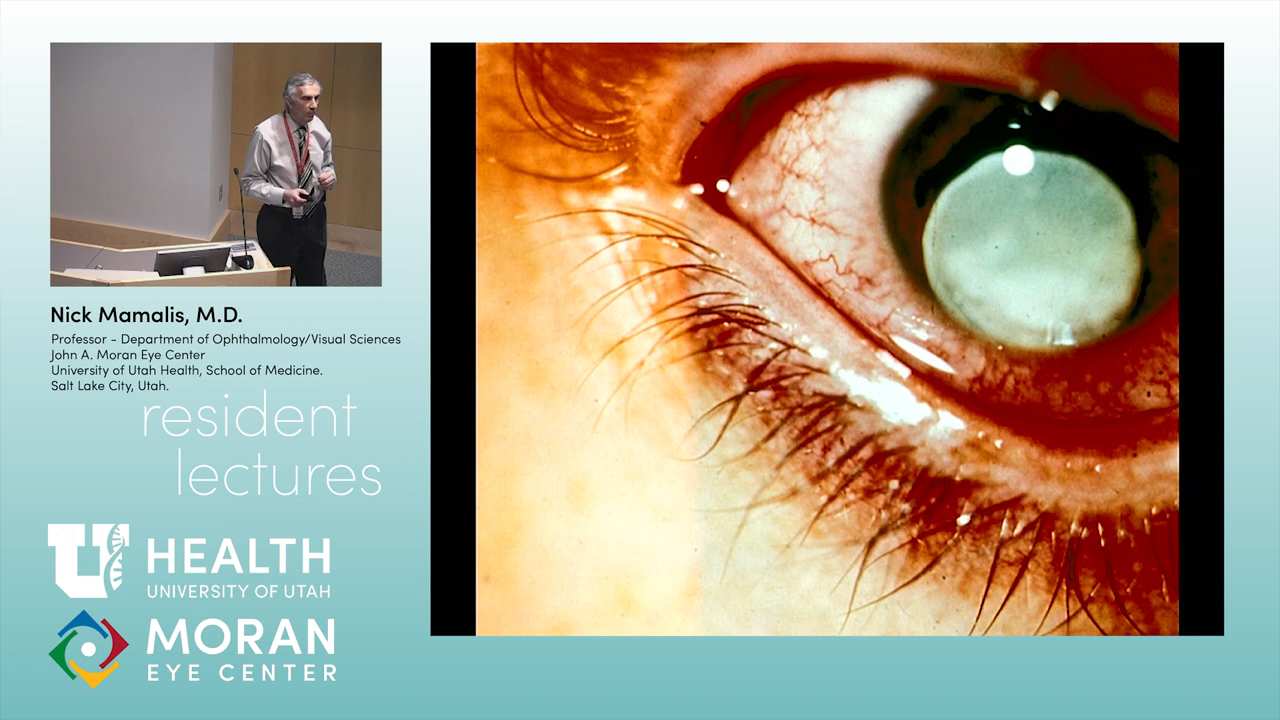 Nick Mamalis, M.D.
Professor - Department of Ophthalmology/Visual Sciences
John A. Moran Eye Center
University of Utah Health, School of Medicine.
Salt Lake City, Utah.
resident
lectures
U HEALTH
UNIVERSITY OF UTAH
MORAN
EYE CENTER